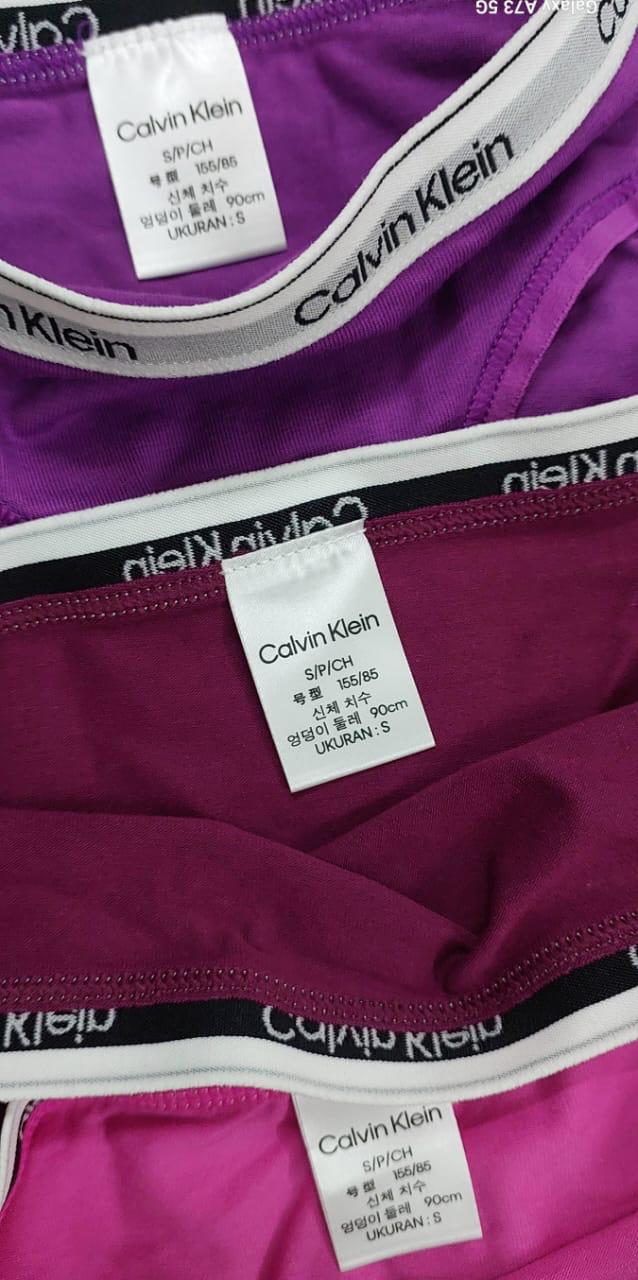 Galaxy A73 5G
Calvin Klein
S/P/CH
号型 155/85
신체 치수
엉덩이 둘레 90cm
UKURAN : S
Calvin Klein
Klein
Calvin Klein
Calvin Klein
S/P/CH
号型 155/85
신체 치수
엉덩이 둘레 90cm
UKURAN : S
Klein
Calvin Klein
Calvin Klein
S/P/CH
号型 155/85
신체 치수
엉덩이 둘레 90cm
UKURAN : S